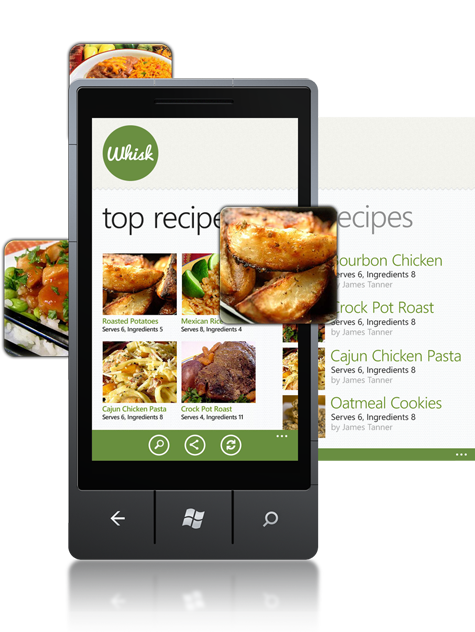 Whisk
top recipe
ecipes
Roasted Potatoes
Serves 6, Ingredients 5
Mexican Rice
Serves 8, Ingredients 4
Cajun Chicken Pasta
Serves 6, Ingredients 8
Crock Pot Roast
Serves 4, Ingredients 11
ourbon Chicken
Serves 6, Ingredients 8
by James Tanner
Crock Pot Roast
Serves 6, Ingredients 8
by James Tanner
Cajun Chicken Pasta
Serves 6, Ingredients 8
by James Tanner
Oatmeal Cookies
Serves 6, Ingredients 8
by James Tanner